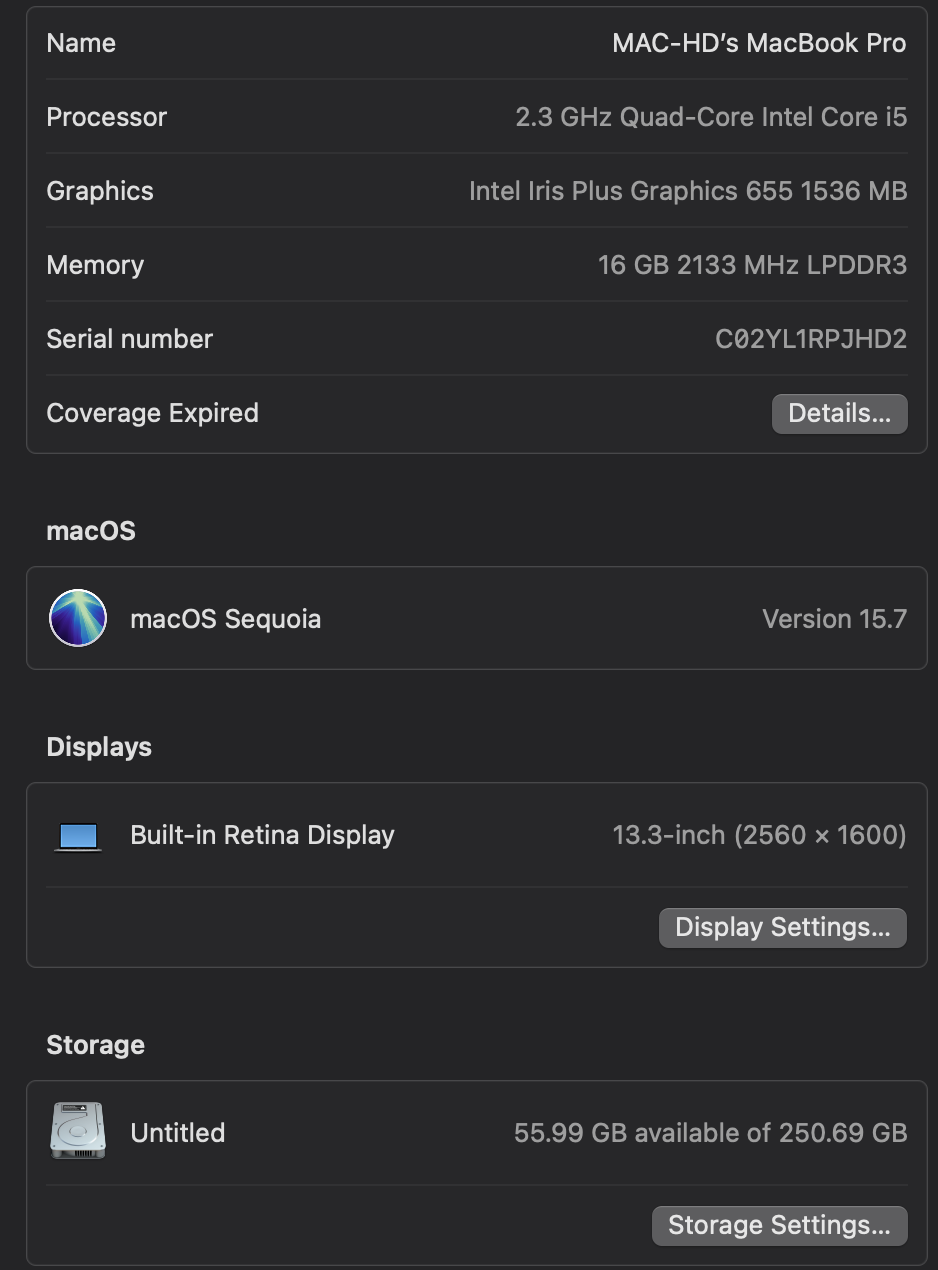 Name MAC-HD’s MacBook Pro
Processor 2.3 GHz Quad-Core Intel Core i5
Graphics Intel Iris Plus Graphics 655 1536 MB
Memory 16 GB 2133 MHz LPDDR3
Serial number C02YL1RPJHD2
Coverage Expired Details...
macOS
macOS Sequoia Version 15.7
Displays
Built-in Retina Display 13.3-inch (2560 × 1600)
Display Settings...
Storage
Untitled 55.99 GB available of 250.69 GB
Storage Settings...